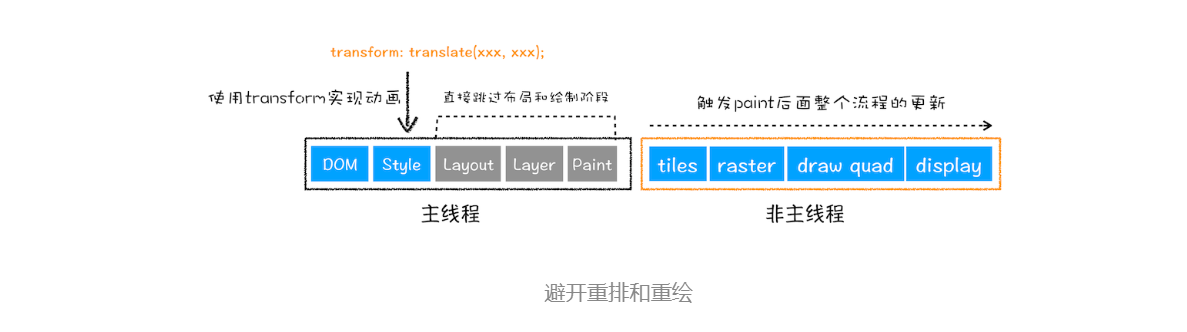 transform: translate(xxx, xxx);
使用transform实现动画
直接跳过布局和绘制阶段
触发paint后面整个流程的更新
DOM Style Layout Layer Paint tiles raster draw quad display
主线程 非主线程
避开重排和重绘